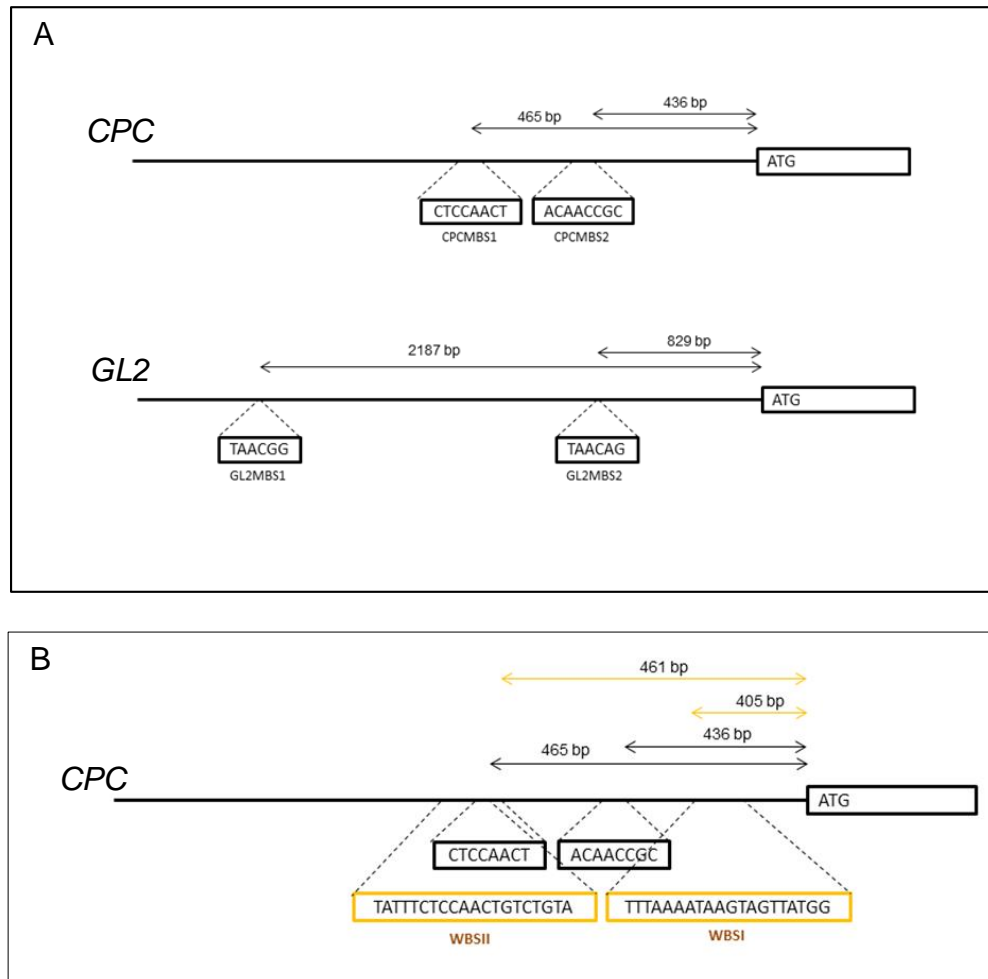 A
436 bp
465 bp
CPC
ATG
CTCCAACT ACAACCGC
CPCMBS1 CPCMBS2
829 bp
2187 bp
GL2
ATG
TAACGG TAACAG
GL2MBS1 GL2MBS2
B
461 bp
405 bp
436 bp
465 bp
CPC
ATG
CTCCAACT ACAACCGC
TATTTCTCCAACTGTCTGTA TTTAAAATAAGTAGTTATGG
WBSII WBSI